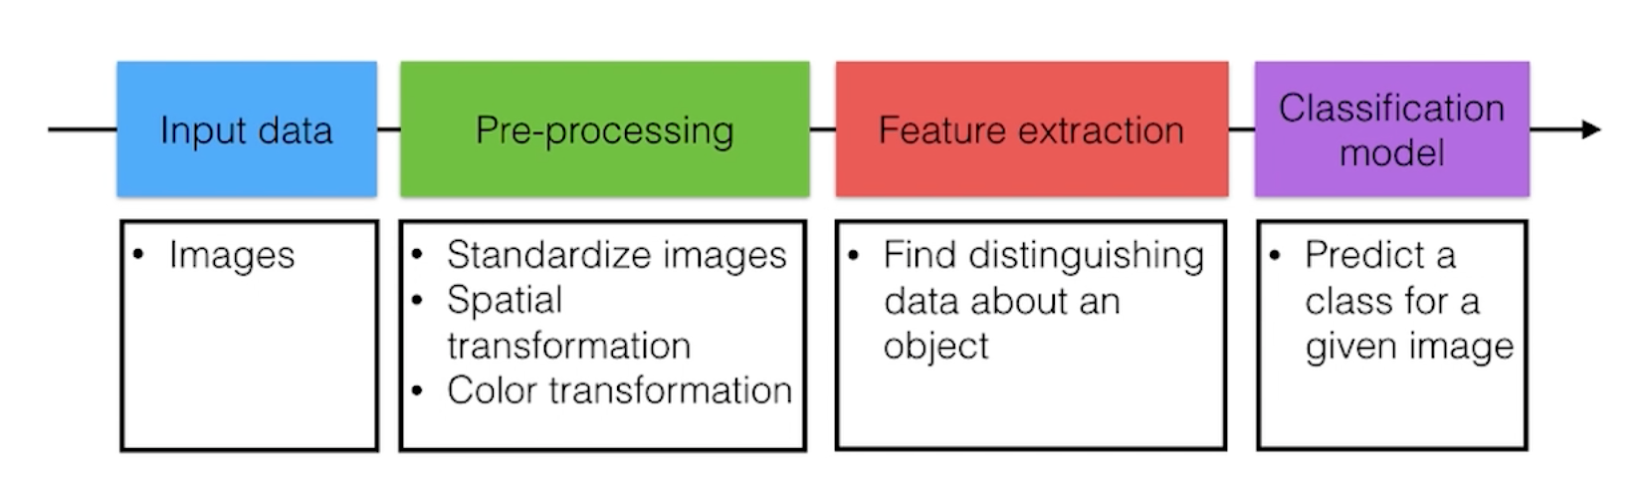 Input data
Pre-processing
Feature extraction
Classification
model
• Images
• Standardize images
• Spatial
transformation
• Color transformation
• Find distinguishing
data about an
object
• Predict a
class for a
given image